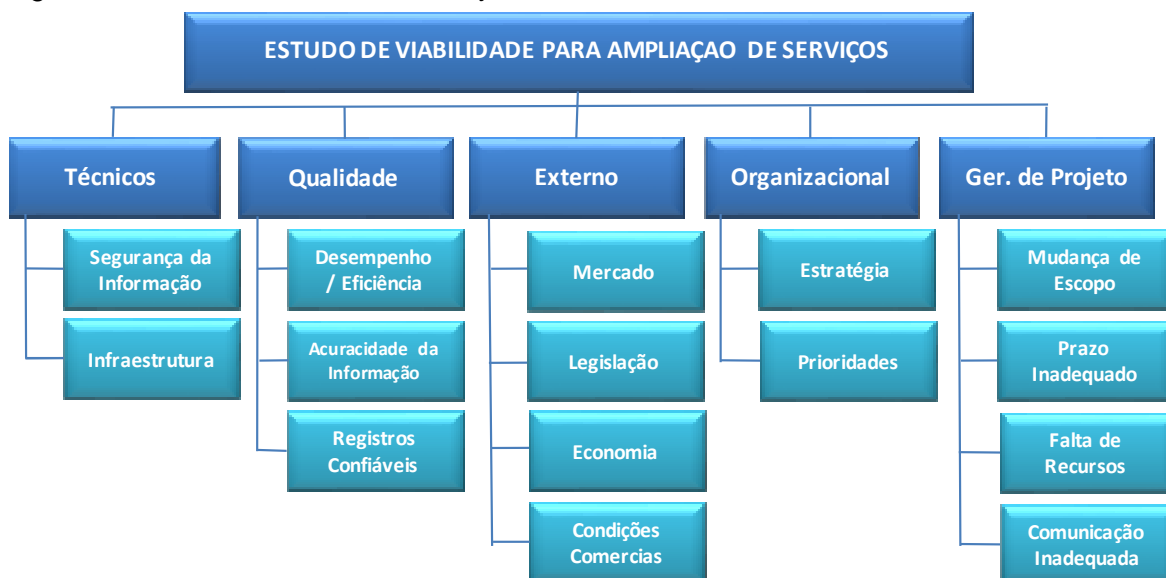 ESTUDO DE VIABILIDADE PARA AMPLIAÇAO DE SERVIÇOS
Técnicos
Qualidade
Externo
Organizacional
Ger. de Projeto
Segurança da
Informação
Infraestrutura
Desempenho
/ Eficiência
Acuracidade da
Informação
Registros
Confiáveis
Mercado
Legislação
Economia
Condições
Comercias
Estratégia
Prioridades
Mudança de
Escopo
Prazo
Inadequado
Falta de
Recursos
Comunicação
Inadequada